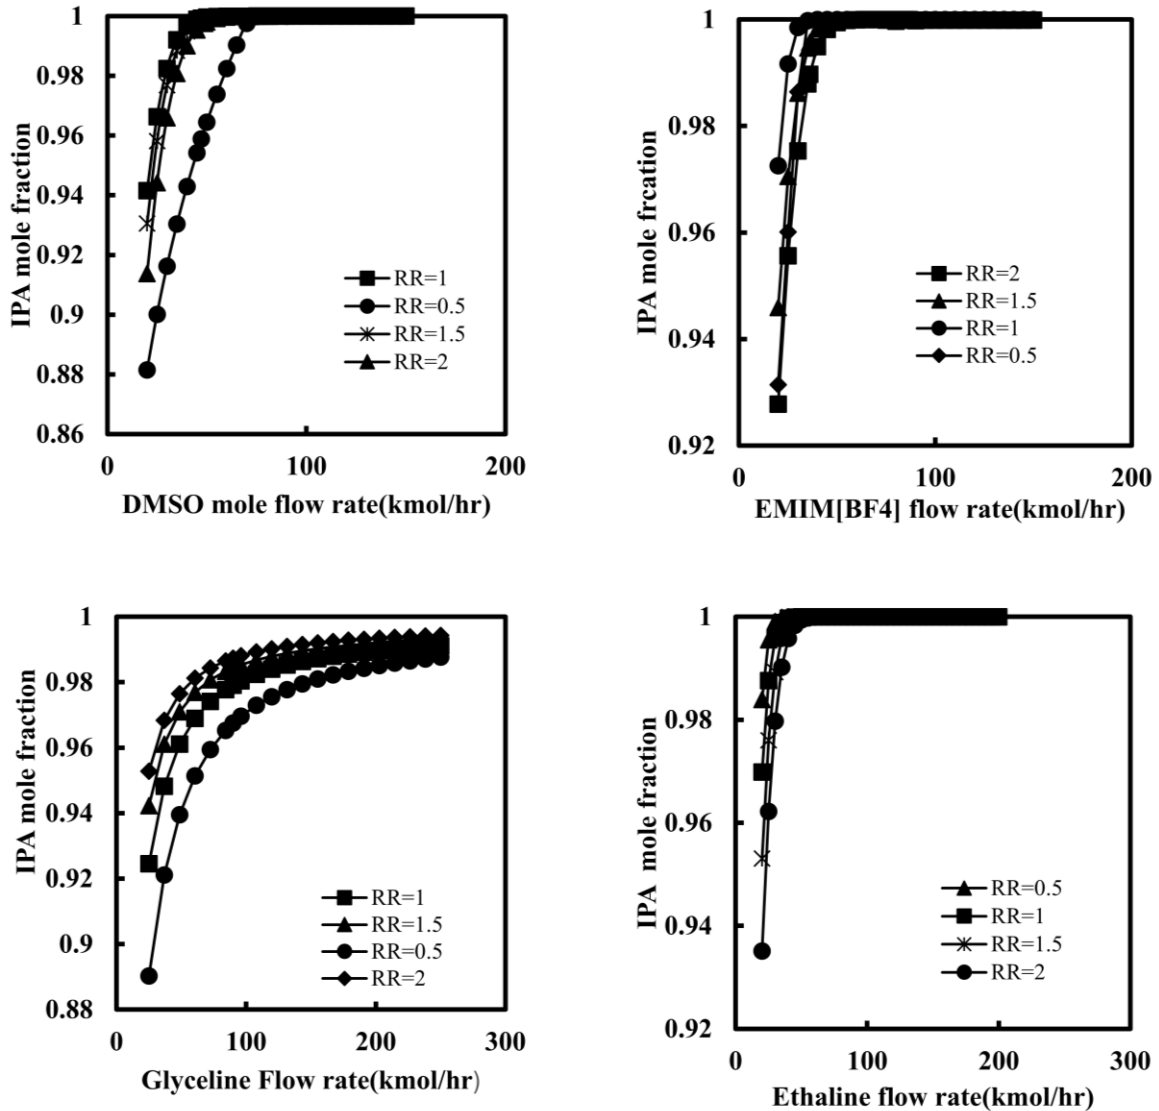 1
0.98
0.96
0.94
0.92
0.9
0.88
0.86
0
100
200
IPA mole fraction
DMSO mole flow rate(kmol/hr)
RR=1
RR=0.5
RR=1.5
RR=2
1
0.98
0.96
0.94
0.92
0
100
200
IPA mole frcation
EMIM[BF4] flow rate(kmol/hr)
RR=2
RR=1.5
RR=1
RR=0.5
1
0.98
0.96
0.94
0.92
0.9
0.88
0
100
200
300
IPA mole fraction
Glyceline Flow rate(kmol/hr)
RR=1
RR=1.5
RR=0.5
RR=2
1
0.98
0.96
0.94
0.92
0
100
200
300
IPA mole fraction
Ethaline flow rate(kmol/hr)
RR=0.5
RR=1
RR=1.5
RR=2